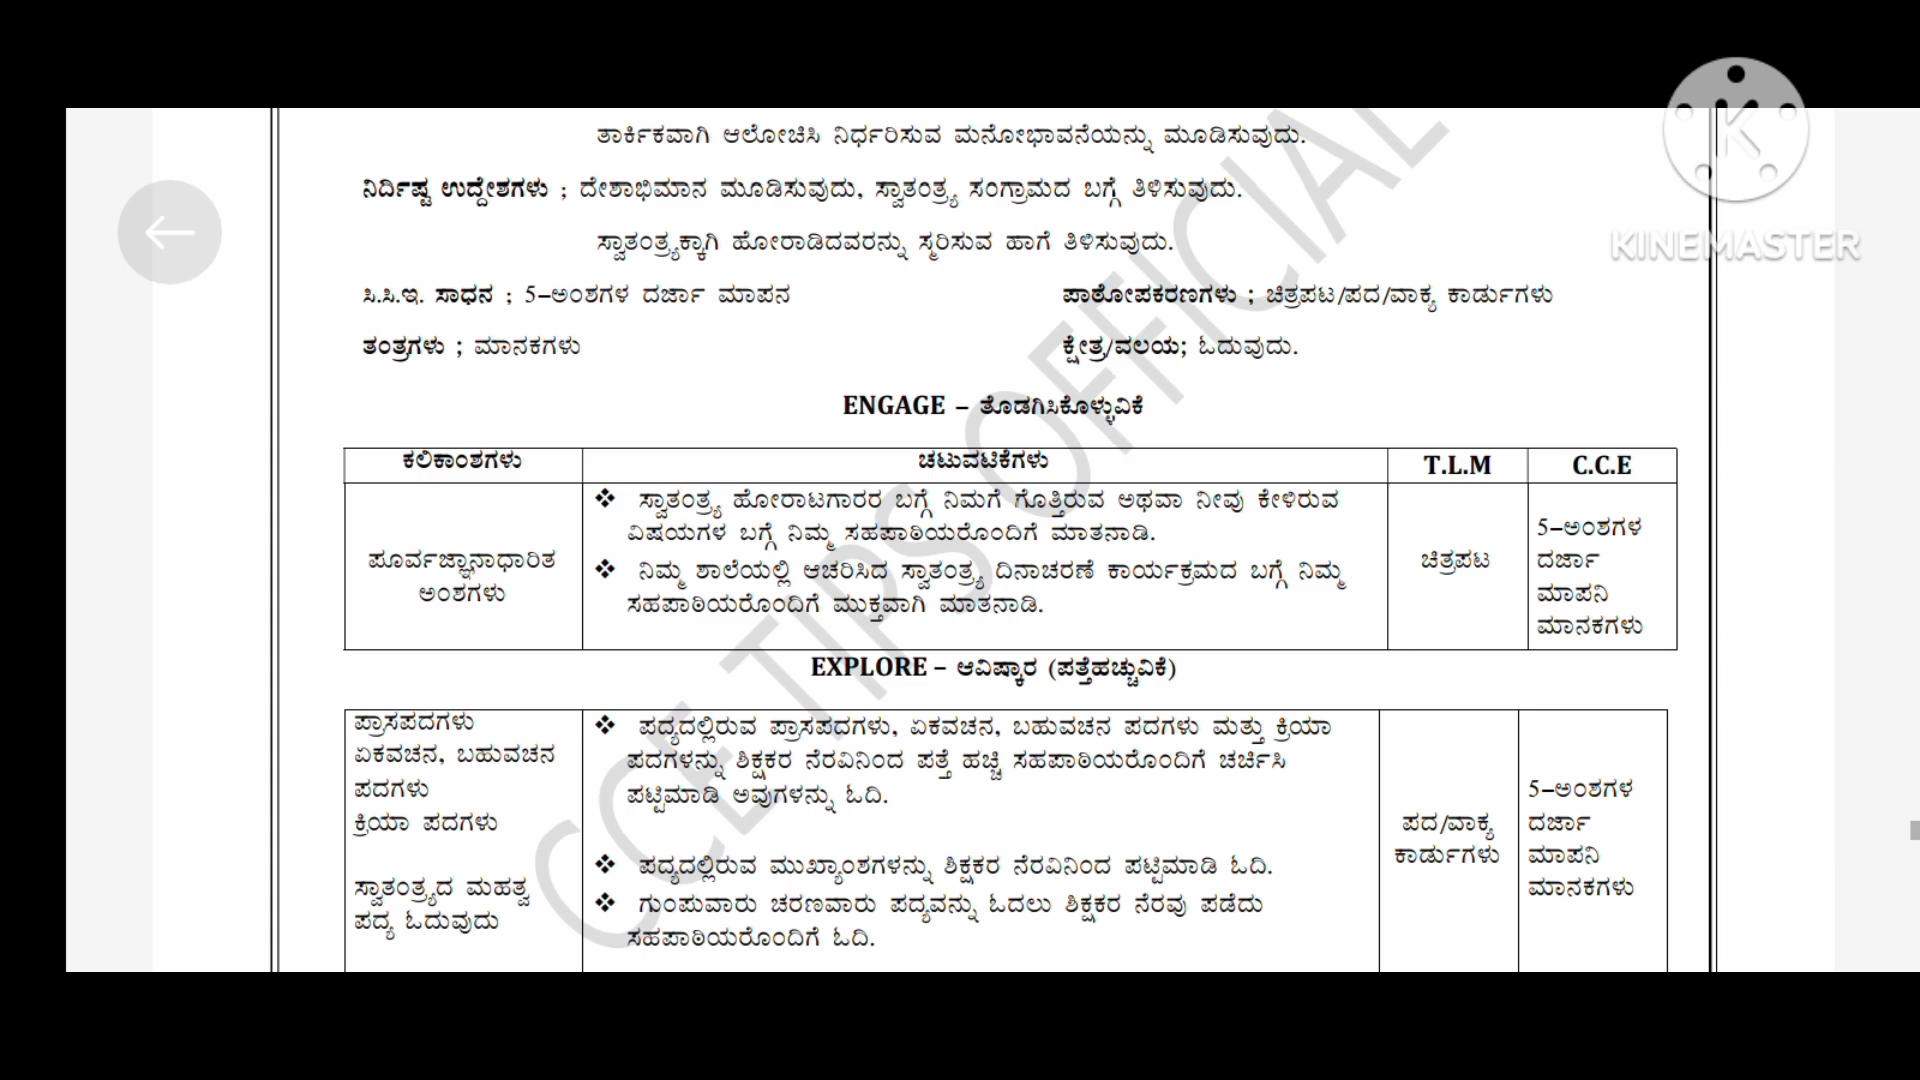 ತಾರ್ಕಿಕವಾಗಿ ಆಲೋಚಿಸಿ ನಿರ್ಧರಿಸುವ ಮನೋಭಾವನೆಯನ್ನು ಮೂಡಿಸುವುದು.
ನಿರ್ದಿಷ್ಟ ಉದ್ದೇಶಗಳು ; ದೇಶಾಭಿಮಾನ ಮೂಡಿಸುವುದು, ಸ್ವಾತಂತ್ರ್ಯ ಸಂಗ್ರಾಮದ ಬಗ್ಗೆ ತಿಳಿಸುವುದು.
ಸ್ವಾತಂತ್ರ್ಯಕ್ಕಾಗಿ ಹೋರಾಡಿದವರನ್ನು ಸ್ಮರಿಸುವ ಹಾಗೆ ತಿಳಿಸುವುದು.
ಸಿ.ಸಿ.ಇ. ಸಾಧನ ; 5–ಅಂಶಗಳ ದರ್ಜಾ ಮಾಪನ ಪಾಠೋಪಕರಣಗಳು ; ಚಿತ್ರಪಟ/ಪದ/ವಾಕ್ಯ ಕಾರ್ಡುಗಳು
ತಂತ್ರಗಳು ; ಮಾನಕಗಳು ಕ್ಷೇತ್ರ/ವಲಯ; ಓದುವುದು.
ENGAGE – ತೊಡಗಿಸಿಕೊಳ್ಳುವಿಕೆ
ಕಲಿಕಾಂಶಗಳು ಚಟುವಟಿಕೆಗಳು T.L.M C.C.E
ಪೂರ್ವಜ್ಞಾನಾಧಾರಿತ
ಅಂಶಗಳು
❖ ಸ್ವಾತಂತ್ರ್ಯ ಹೋರಾಟಗಾರರ ಬಗ್ಗೆ ನಿಮಗೆ ಗೊತ್ತಿರುವ ಅಥವಾ ನೀವು ಕೇಳಿರುವ
ವಿಷಯಗಳ ಬಗ್ಗೆ ನಿಮ್ಮ ಸಹಪಾಠಿಯರೊಂದಿಗೆ ಮಾತನಾಡಿ.
❖ ನಿಮ್ಮ ಶಾಲೆಯಲ್ಲಿ ಆಚರಿಸಿದ ಸ್ವಾತಂತ್ರ್ಯ ದಿನಾಚರಣೆ ಕಾರ್ಯಕ್ರಮದ ಬಗ್ಗೆ ನಿಮ್ಮ
ಸಹಪಾಠಿಯರೊಂದಿಗೆ ಮುಕ್ತವಾಗಿ ಮಾತನಾಡಿ.
ಚಿತ್ರಪಟ
5–ಅಂಶಗಳ
ದರ್ಜಾ
ಮಾಪನಿ
ಮಾನಕಗಳು
EXPLORE – ಆವಿಷ್ಕಾರ (ಪತ್ತೆಹಚ್ಚುವಿಕೆ)
ಪ್ರಾಸಪದಗಳು
ಏಕವಚನ, ಬಹುವಚನ
ಪದಗಳು
ಕ್ರಿಯಾ ಪದಗಳು
ಸ್ವಾತಂತ್ರ್ಯದ ಮಹತ್ವ
ಪದ್ಯ ಓದುವುದು
❖ ಪದ್ಯದಲ್ಲಿರುವ ಪ್ರಾಸಪದಗಳು, ಏಕವಚನ, ಬಹುವಚನ ಪದಗಳು ಮತ್ತು ಕ್ರಿಯಾ
ಪದಗಳನ್ನು ಶಿಕ್ಷಕರ ನೆರವಿನಿಂದ ಪತ್ತೆ ಹಚ್ಚಿ ಸಹಪಾಠಿಯರೊಂದಿಗೆ ಚರ್ಚಿಸಿ
ಪಟ್ಟಿಮಾಡಿ ಅವುಗಳನ್ನು ಓದಿ.
❖ ಪದ್ಯದಲ್ಲಿರುವ ಮುಖ್ಯಾಂಶಗಳನ್ನು ಶಿಕ್ಷಕರ ನೆರವಿನಿಂದ ಪಟ್ಟಿಮಾಡಿ ಓದಿ.
❖ ಗುಂಪುವಾರು ಚರಣವಾರು ಪದ್ಯವನ್ನು ಓದಲು ಶಿಕ್ಷಕರ ನೆರವು ಪಡೆದು
ಸಹಪಾಠಿಯರೊಂದಿಗೆ ಓದಿ.
ಪದ/ವಾಕ್ಯ
ಕಾರ್ಡುಗಳು
5–ಅಂಶಗಳ
ದರ್ಜಾ
ಮಾಪನಿ
ಮಾನಕಗಳು
CCE TIPS OFFICIAL
K
KINEMASTER